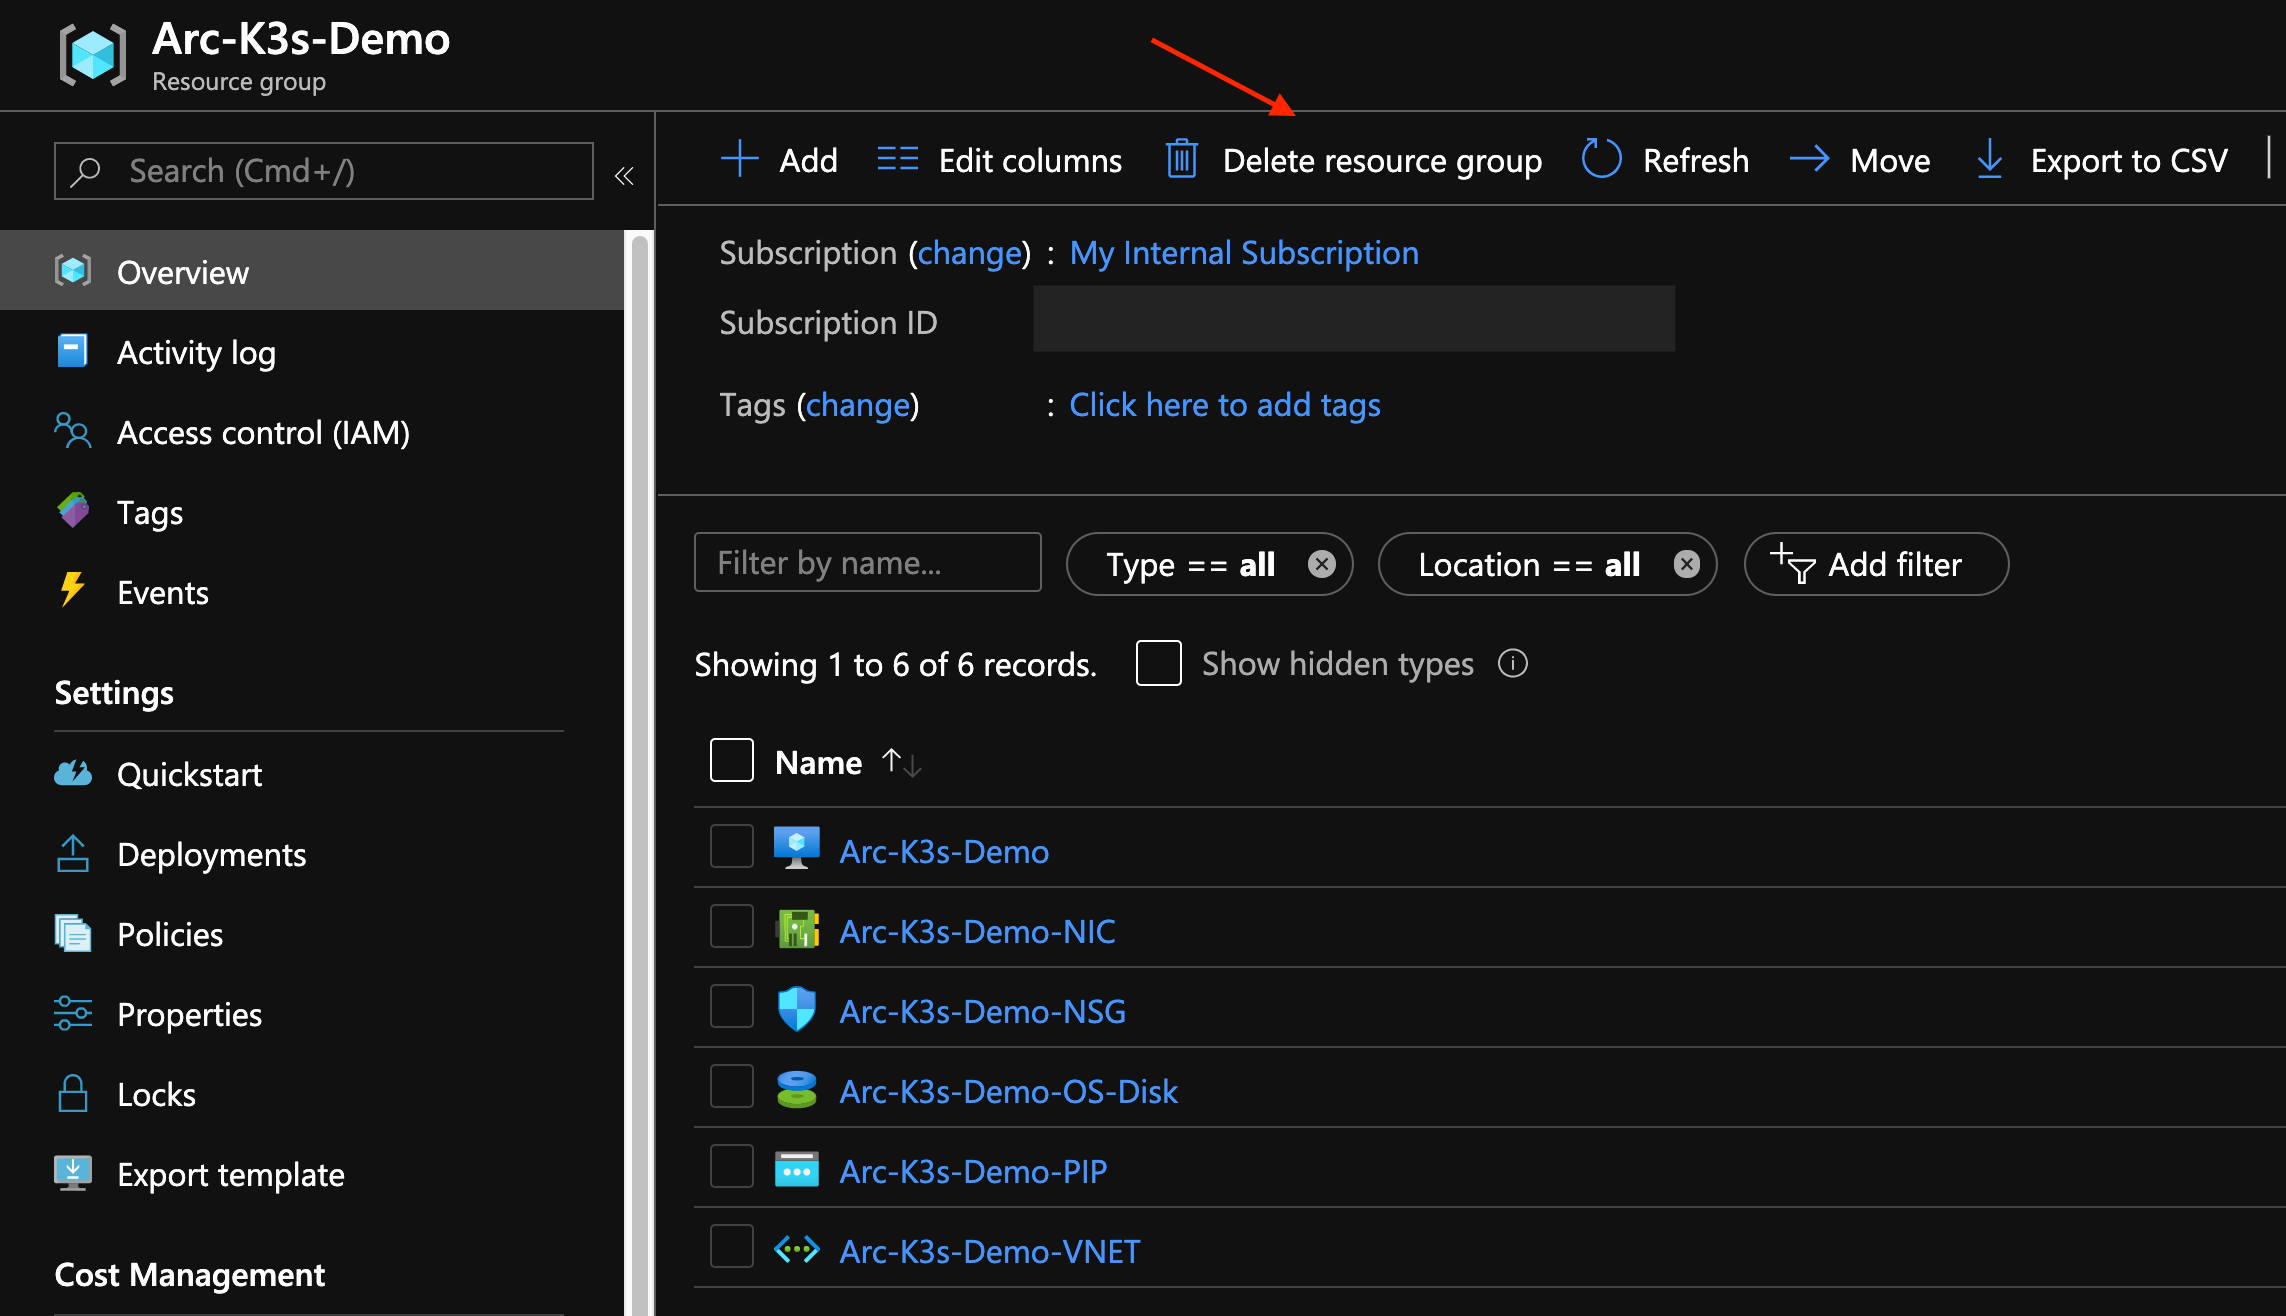 Arc-K3s-Demo
Resource group
Search (Cmd+/)
«
Overview
Activity log
Access control (IAM)
Tags
Events
Settings
Quickstart
Deployments
Policies
Properties
Locks
Export template
Cost Management
Add Edit columns Delete resource group Refresh Move Export to CSV
Subscription (change) : My Internal Subscription
Subscription ID
Tags (change) : Click here to add tags
Filter by name... Type == all Location == all Add filter
Showing 1 to 6 of 6 records. Show hidden types
Name ↑↓
Arc-K3s-Demo
Arc-K3s-Demo-NIC
Arc-K3s-Demo-NSG
Arc-K3s-Demo-OS-Disk
Arc-K3s-Demo-PIP
Arc-K3s-Demo-VNET